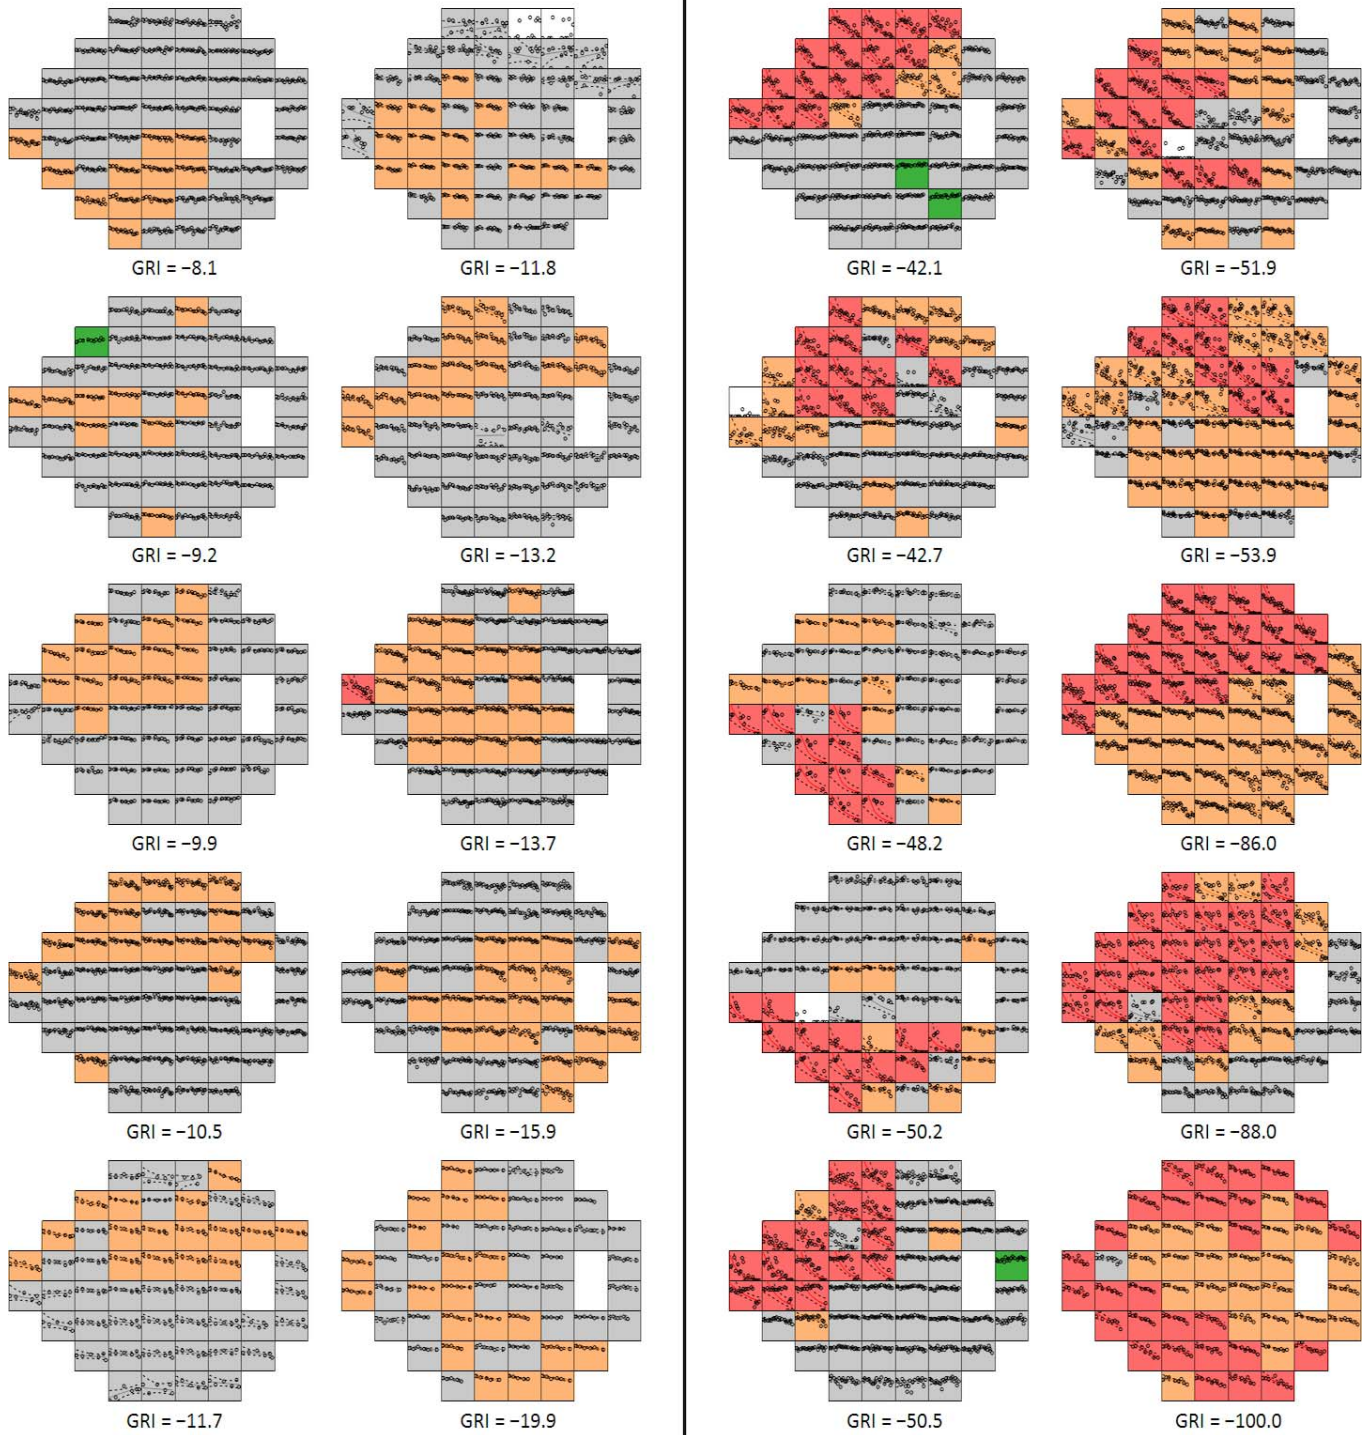 GRI = −8.1
GRI = −11.8
GRI = −42.1
GRI = −51.9
GRI = −9.2
GRI = −13.2
GRI = −42.7
GRI = −53.9
GRI = −9.9
GRI = −13.7
GRI = −48.2
GRI = −86.0
GRI = −10.5
GRI = −15.9
GRI = −50.2
GRI = −88.0
GRI = −11.7
GRI = −19.9
GRI = −50.5
GRI = −100.0